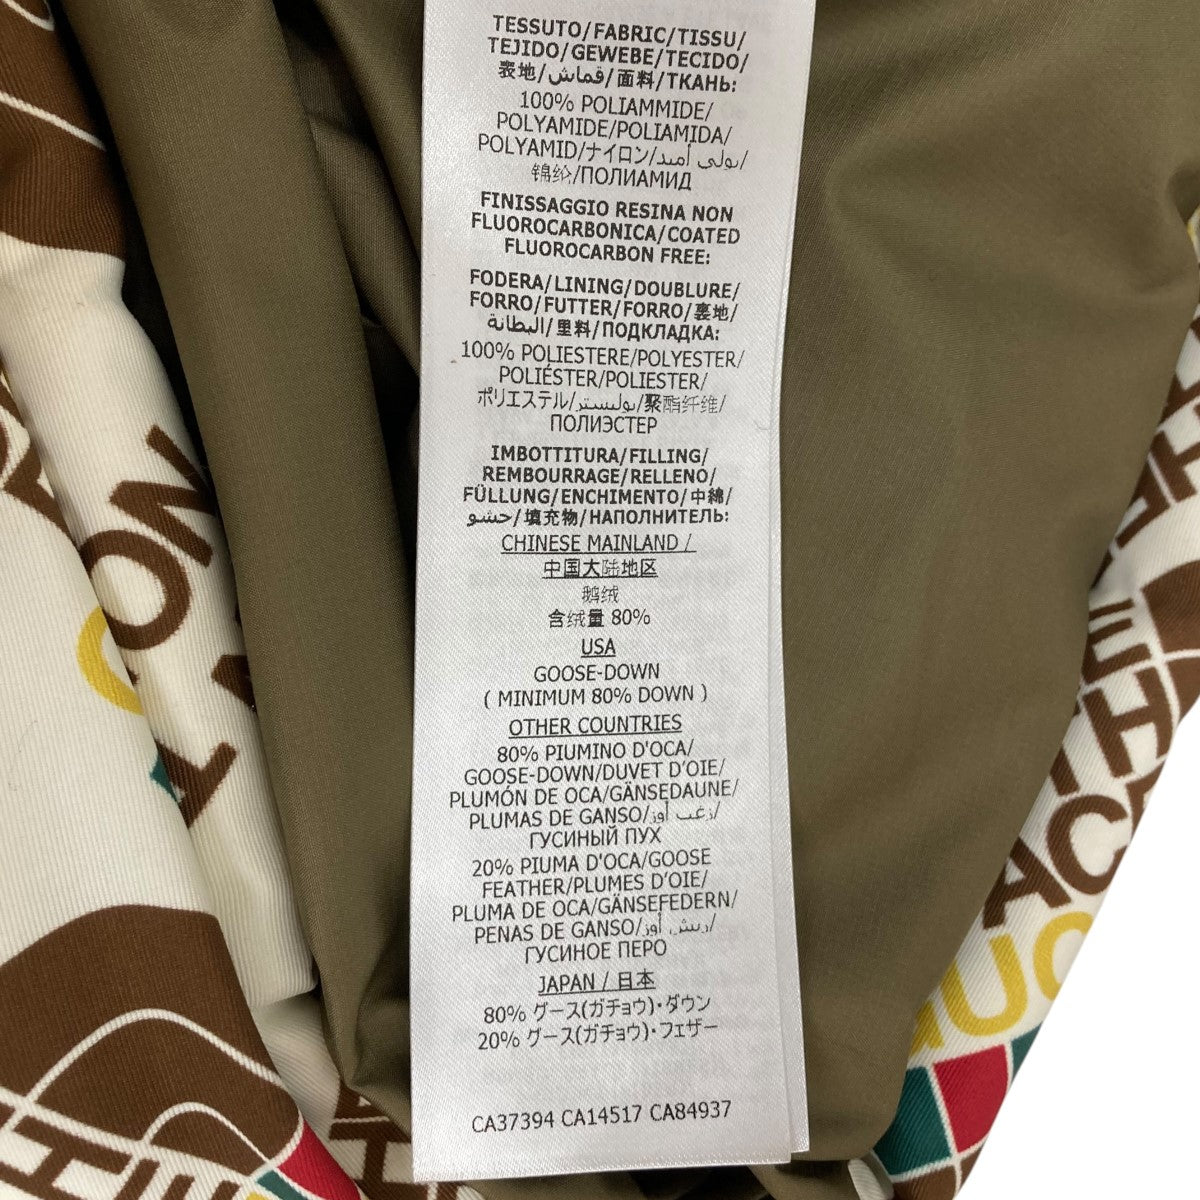 TESSUTO/FABRIC/TISSU/
TEJIDO/GEWEBE/TECIDO/
表地/قماش/面料/ТКАНЬ:
100% POLIAMMIDE/
POLYAMIDE/POLIAMIDA/
POLYAMID/ナイロン/بولي أميد/
锦纶/ПОЛИАМИД
FINISSAGGIO RESINA NON
FLUOROCARBONICA/COATED
FLUOROCARBON FREE:
FODERA/LINING/DOUBLURE/
FORRO/FUTTER/FORRO/裏地/
البطانة/里料/ПОДКЛАДКА:
100% POLIESTERE/POLYESTER/
POLIÉSTER/POLIESTER/
ポリエステル/بوليستر/聚酯纤维/
ПОЛИЭСТЕР
IMBOTTITURA/FILLING/
REMBOURRAGE/RELLENO/
FÜLLUNG/ENCHIMENTO/中綿/
حشو/填充物/НАПОЛНИТЕЛЬ:
CHINESE MAINLAND /
中国大陆地区
鹅绒
含绒量 80%
USA
GOOSE-DOWN
( MINIMUM 80% DOWN )
OTHER COUNTRIES
80% PIUMINO D'OCA/
GOOSE-DOWN/DUVET D'OIE/
PLUMÓN DE OCA/GÄNSEDAUNE/
PLUMAS DE GANSO/زغب أوز/
ГУСИНЫЙ ПУХ
20% PIUMA D'OCA/GOOSE
FEATHER/PLUMES D'OIE/
PLUMA DE OCA/GÄNSEFEDERN/
PENAS DE GANSO/ريش أوز/
ГУСИНОЕ ПЕРО
JAPAN / 日本
80% グース(ガチョウ)・ダウン
20% グース(ガチョウ)・フェザー
CA37394 CA14517 CA84937